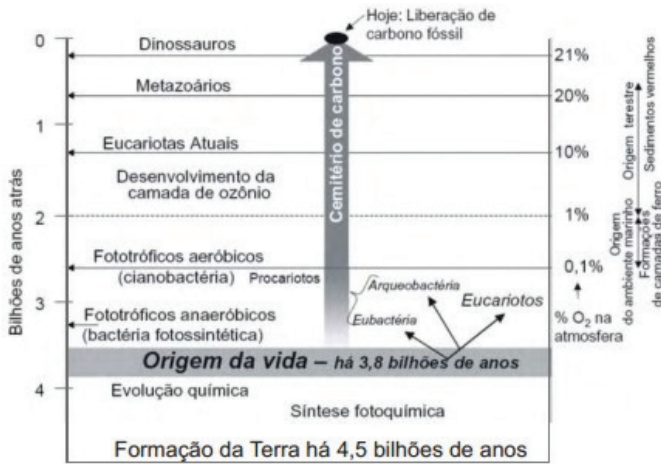 Hoje: Liberação de
carbono fóssil
Bilhões de anos atrás
0
1
2
3
4
Dinossauros
Metazoários
Eucariotas Atuais
Desenvolvimento da
camada de ozônio
Fototróficos aeróbicos
(cianobactéria)
Procariotos
Fototróficos anaeróbicos
(bactéria fotossintética)
Cemitério de carbono
Arqueobactéria
Eubactéria
Eucariotos
21%
20%
10%
1%
0,1%
% O₂ na
atmosfera
Origem terestre
Sedimentos vermelhos
Origem
do ambiente marinho
Formações
de camadas de ferro
Origem da vida – há 3,8 bilhões de anos
Evolução química
Síntese fotoquímica
Formação da Terra há 4,5 bilhões de anos